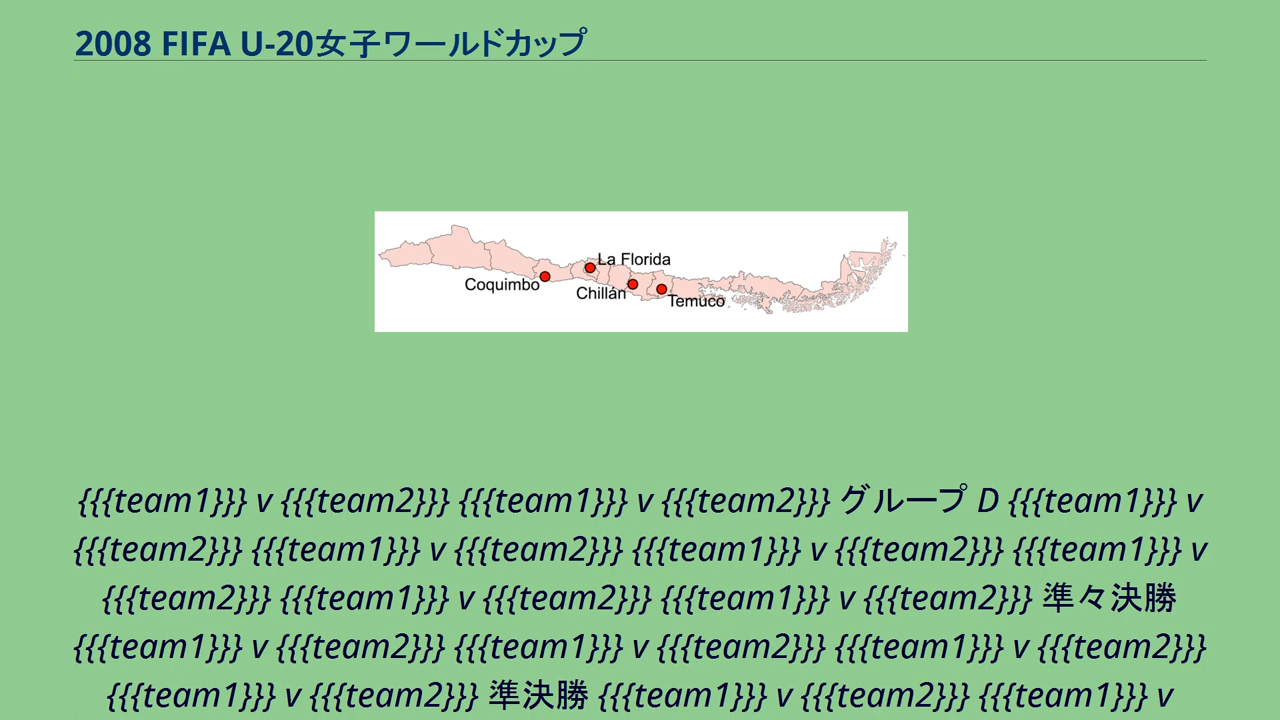 2008 FIFA U-20女子ワールドカップ
La Florida
Coquimbo
Chillán
Temuco
{{{team1}}} v {{{team2}}} {{{team1}}} v {{{team2}}} グループ D {{{team1}}} v
{{{team2}}} {{{team1}}} v {{{team2}}} {{{team1}}} v {{{team2}}} {{{team1}}} v
{{{team2}}} {{{team1}}} v {{{team2}}} {{{team1}}} v {{{team2}}} 準々決勝
{{{team1}}} v {{{team2}}} {{{team1}}} v {{{team2}}} {{{team1}}} v {{{team2}}}
{{{team1}}} v {{{team2}}} 準決勝 {{{team1}}} v {{{team2}}} {{{team1}}} v